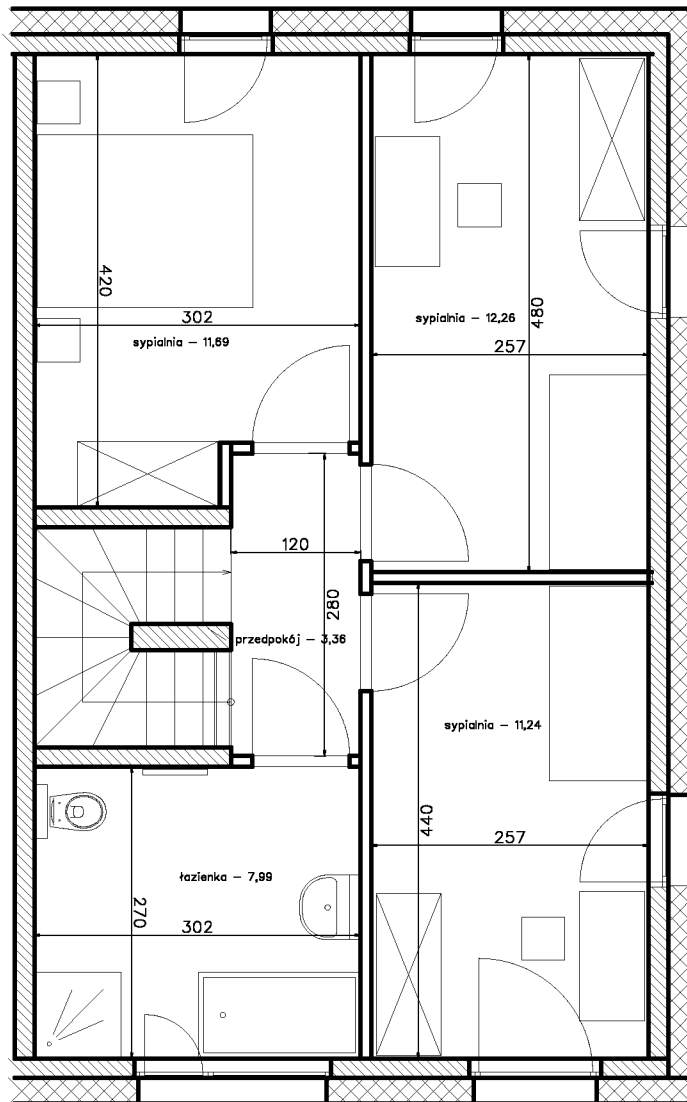 420
302
sypialnia – 11,69
sypialnia – 12,26
480
257
120
280
przedpokój – 3,36
sypialnia – 11,24
440
257
łazienka – 7,99
270
302